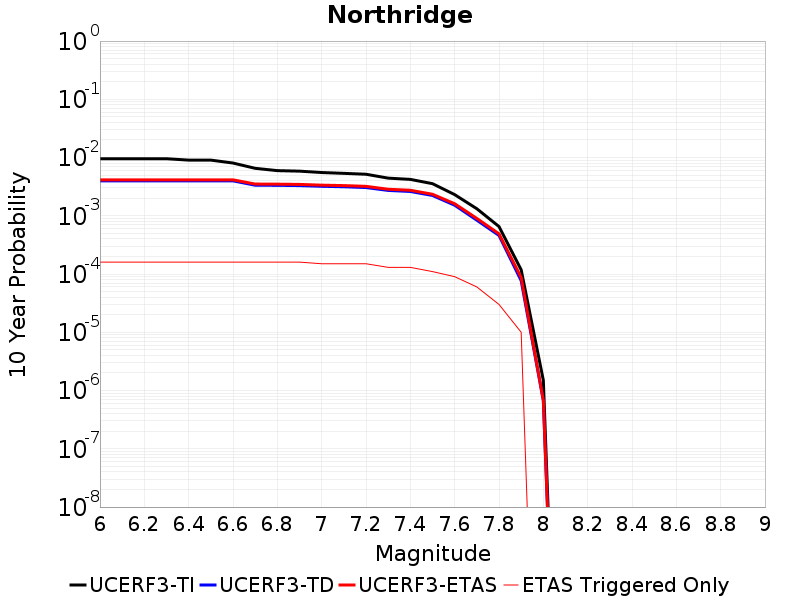 Northridge
10^0
10^-1
10^-2
10^-3
10^-4
10^-5
10^-6
10^-7
10^-8
10 Year Probability
6 6.2 6.4 6.6 6.8 7 7.2 7.4 7.6 7.8 8 8.2 8.4 8.6 8.8 9
Magnitude
UCERF3-TI UCERF3-TD UCERF3-ETAS ETAS Triggered Only